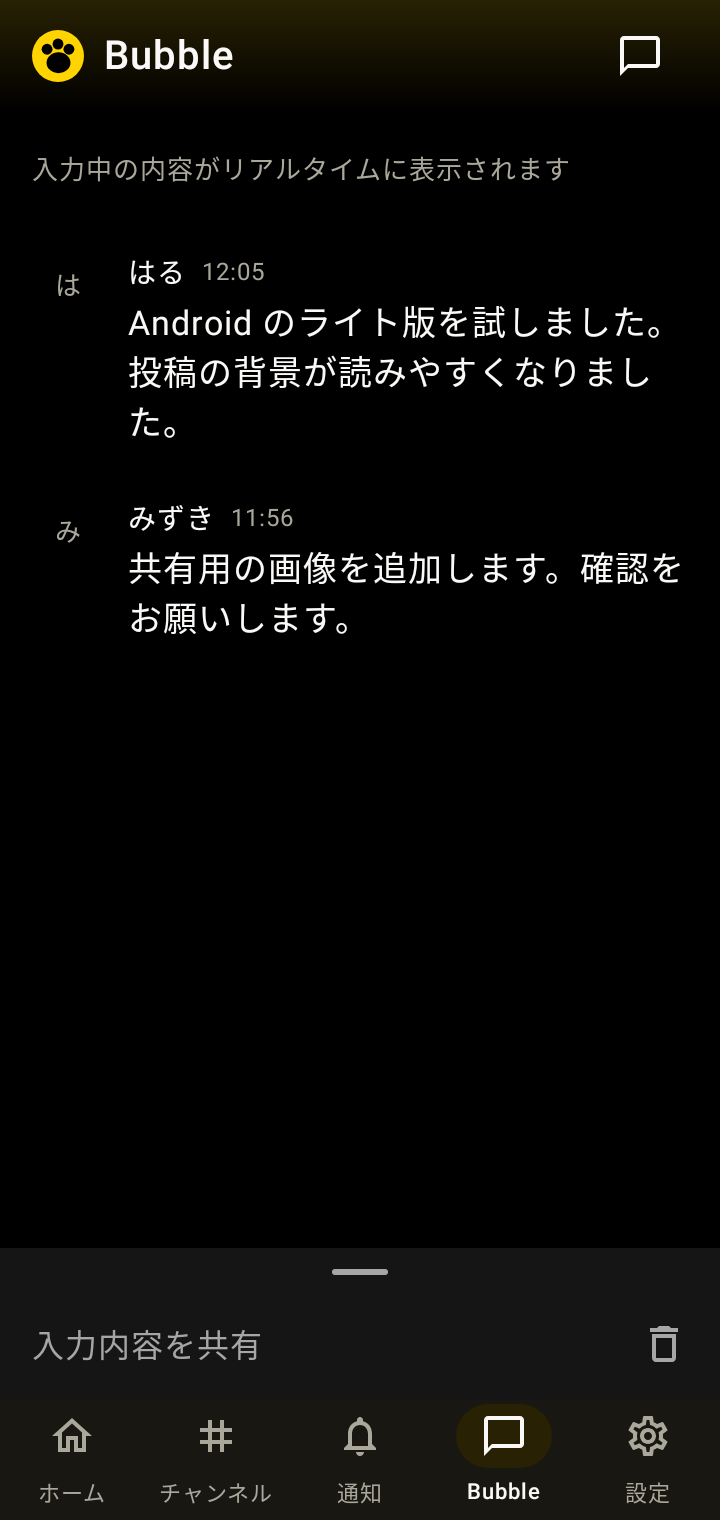 Bubble
入力中の内容がリアルタイムに表示されます
は
はる 12:05
Android のライト版を試しました。
投稿の背景が読みやすくなりまし
た。
み
みずき 11:56
共有用の画像を追加します。確認を
お願いします。
入力内容を共有
ホーム チャンネル 通知 Bubble 設定